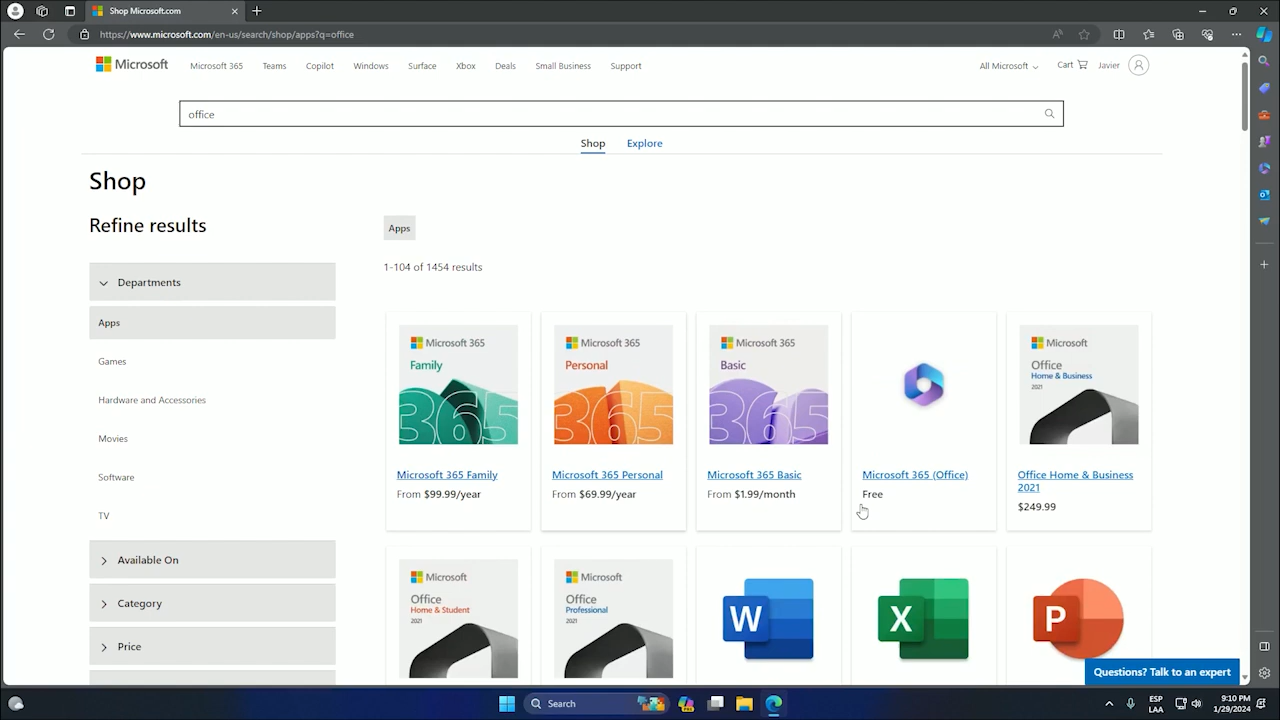 Shop Microsoft.com
https://www.microsoft.com/en-us/search/shop/apps?q=office
Microsoft
Microsoft 365
Teams
Copilot
Windows
Surface
Xbox
Deals
Small Business
Support
All Microsoft
Cart
Javier
office
Shop
Explore
Shop
Refine results
Departments
Apps
Games
Hardware and Accessories
Movies
Software
TV
Available On
Category
Price
Apps
1-104 of 1454 results
Microsoft 365
Family
365
Microsoft 365 Family
From $99.99/year
Microsoft 365
Personal
365
Microsoft 365 Personal
From $69.99/year
Microsoft 365
Basic
365
Microsoft 365 Basic
From $1.99/month
Microsoft 365 (Office)
Free
Microsoft
Office
Home & Business
2021
Office Home & Business
2021
$249.99
Microsoft
Office
Home & Student
2021
Microsoft
Office
Professional
2021
W
X
P
Questions? Talk to an expert
Search
ESP
LAA
9:10 PM
1/29/2024